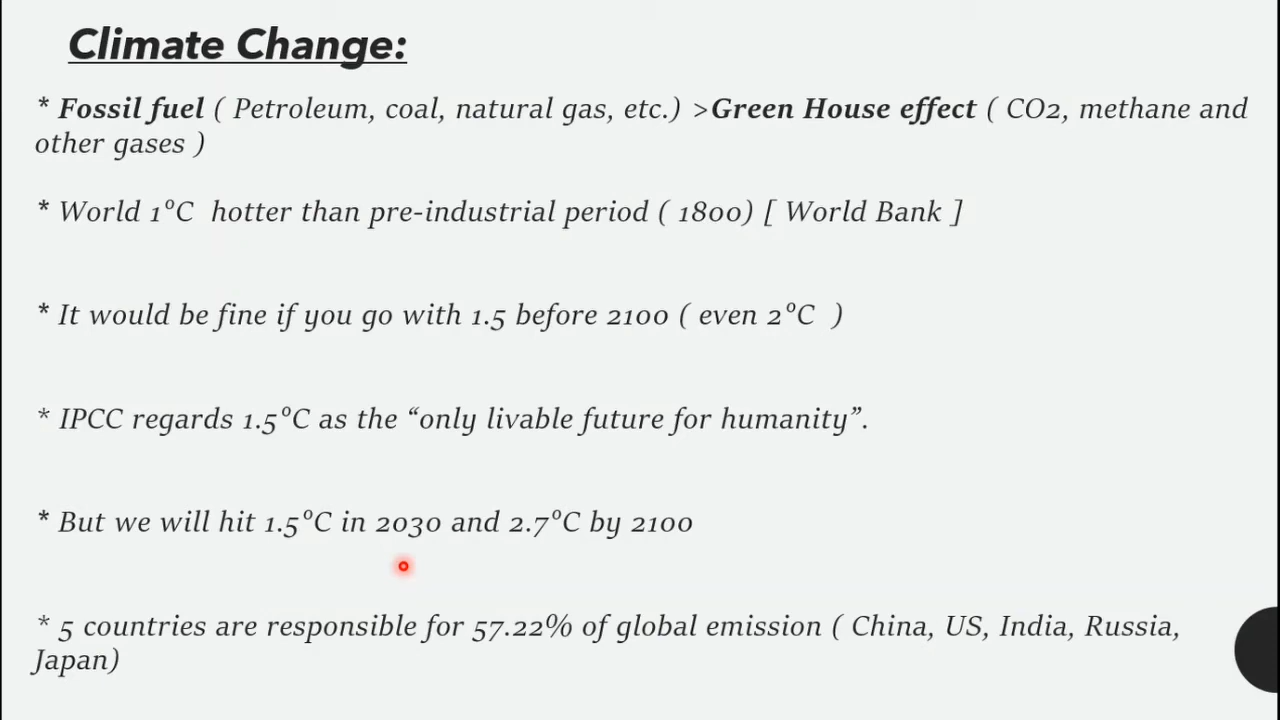 Climate Change:
* Fossil fuel ( Petroleum, coal, natural gas, etc.) >Green House effect ( CO2, methane and
other gases )
* World 1°C hotter than pre-industrial period ( 1800) [ World Bank ]
* It would be fine if you go with 1.5 before 2100 ( even 2°C )
* IPCC regards 1.5°C as the “only livable future for humanity”.
* But we will hit 1.5°C in 2030 and 2.7°C by 2100
* 5 countries are responsible for 57.22% of global emission ( China, US, India, Russia,
Japan)